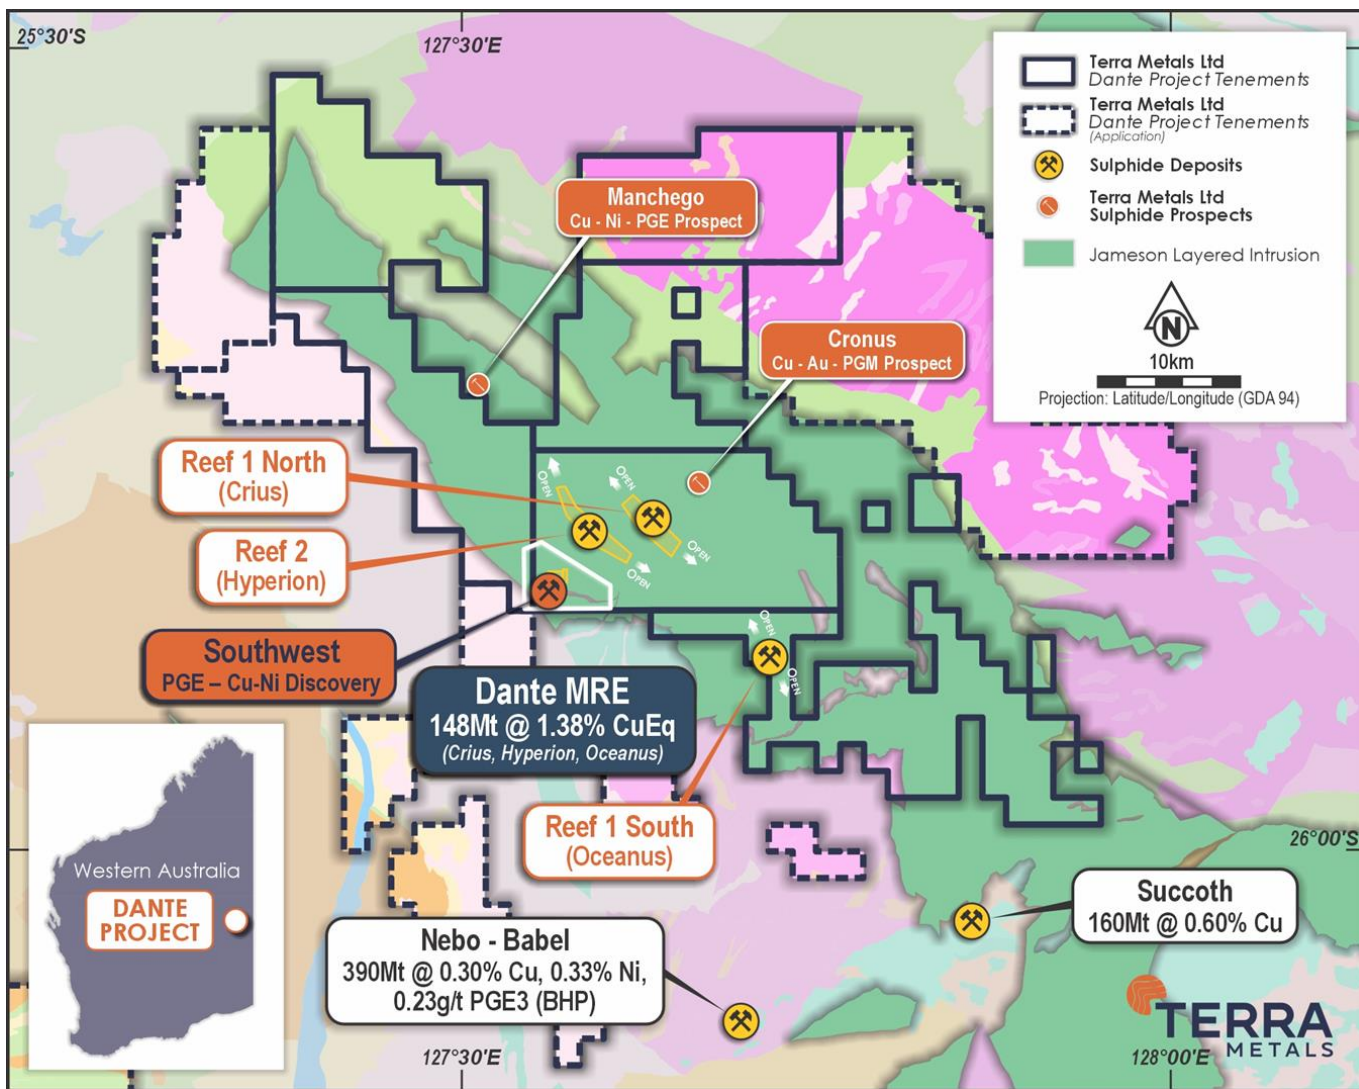 25°30'S
127°30'E
Terra Metals Ltd
Dante Project Tenements
Terra Metals Ltd
Dante Project Tenements
(Application)
Sulphide Deposits
Terra Metals Ltd
Sulphide Prospects
Jameson Layered Intrusion
N
10km
Projection: Latitude/Longitude (GDA 94)
Manchego
Cu - Ni - PGE Prospect
Cronus
Cu - Au - PGM Prospect
Reef 1 North
(Crius)
OPEN
OPEN
Reef 2
(Hyperion)
OPEN
OPEN
Southwest
PGE – Cu-Ni Discovery
OPEN
OPEN
Dante MRE
148Mt @ 1.38% CuEq
(Crius, Hyperion, Oceanus)
Reef 1 South
(Oceanus)
26°00'S
Western Australia
DANTE
PROJECT
Succoth
160Mt @ 0.60% Cu
Nebo - Babel
390Mt @ 0.30% Cu, 0.33% Ni,
0.23g/t PGE3 (BHP)
TERRA
METALS
127°30'E
128°00'E